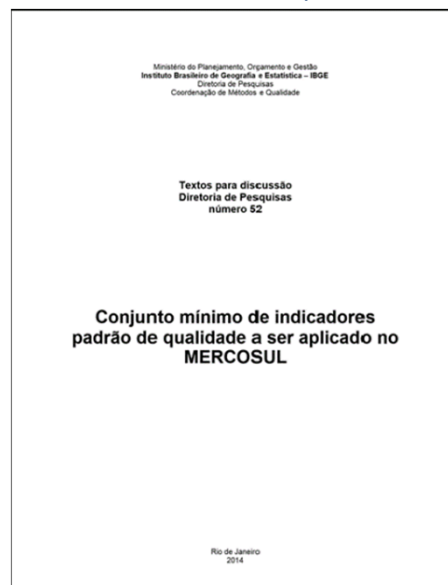 Ministério do Planejamento, Orçamento e Gestão
Instituto Brasileiro de Geografia e Estatística – IBGE
Diretoria de Pesquisas
Coordenação de Métodos e Qualidade
Textos para discussão
Diretoria de Pesquisas
número 52
Conjunto mínimo de indicadores
padrão de qualidade a ser aplicado no
MERCOSUL
Rio de Janeiro
2014